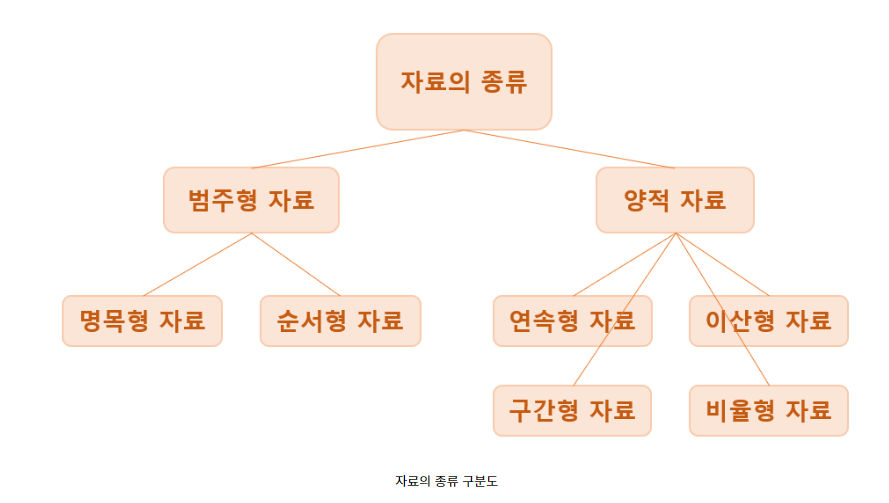 자료의 종류
범주형 자료
양적 자료
명목형 자료
순서형 자료
연속형 자료
이산형 자료
구간형 자료
비율형 자료
자료의 종류 구분도